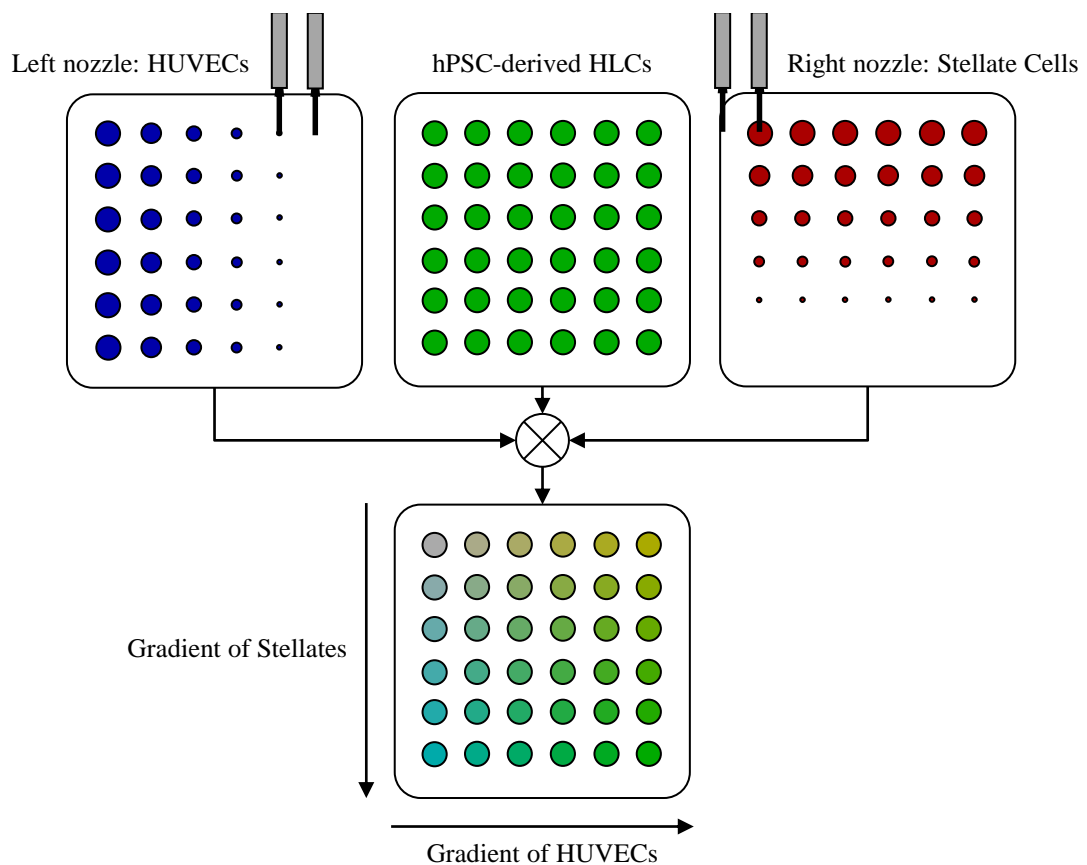 Left nozzle: HUVECs
hPSC-derived HLCs
Right nozzle: Stellate Cells
Gradient of Stellates
Gradient of HUVECs